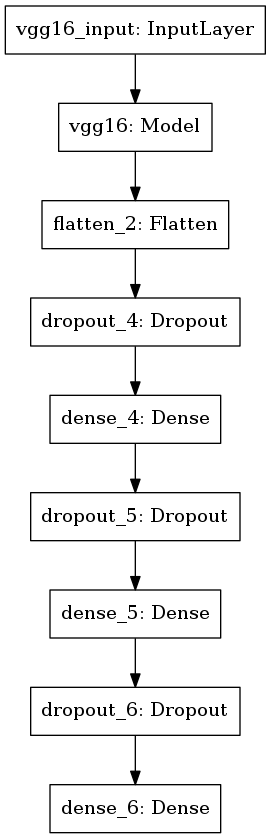 vgg16_input: InputLayer
vgg16: Model
flatten_2: Flatten
dropout_4: Dropout
dense_4: Dense
dropout_5: Dropout
dense_5: Dense
dropout_6: Dropout
dense_6: Dense